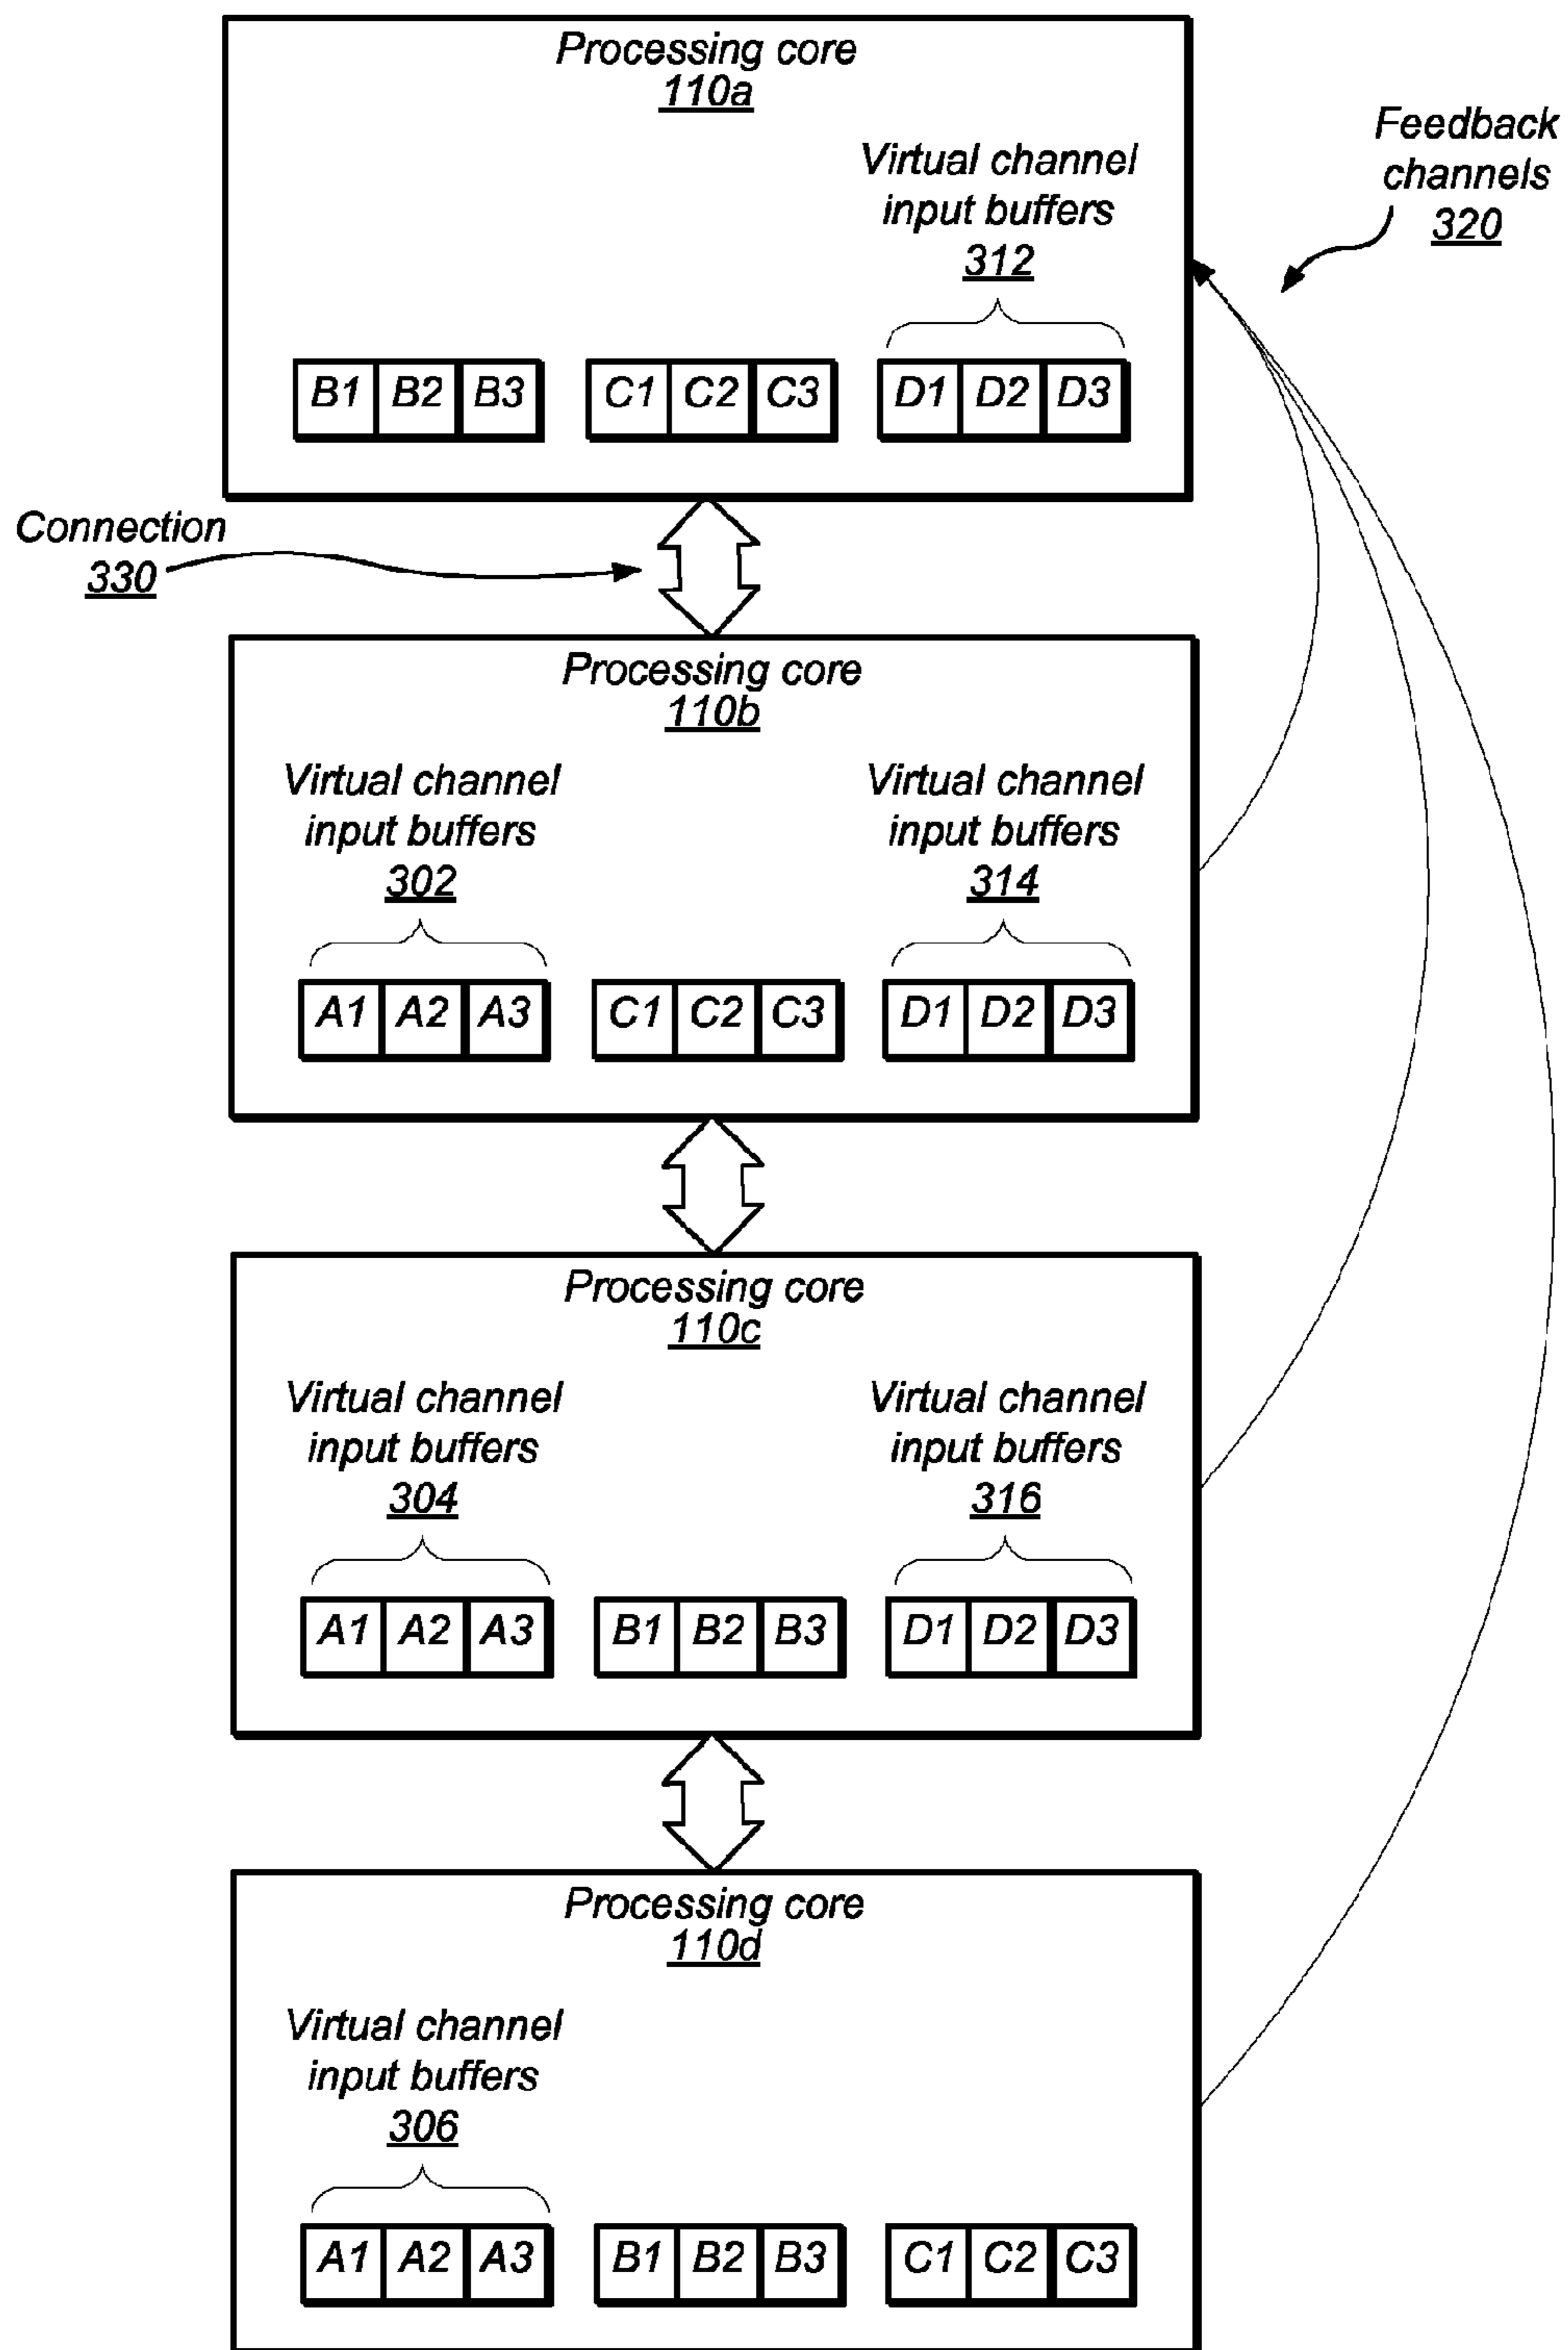 Processing core
110a
Feedback
channels
320
Virtual channel
input buffers
312
B1 B2 B3 C1 C2 C3 D1 D2 D3
Connection
330
Processing core
110b
Virtual channel
input buffers
302
Virtual channel
input buffers
314
A1 A2 A3 C1 C2 C3 D1 D2 D3
Processing core
110c
Virtual channel
input buffers
304
Virtual channel
input buffers
316
A1 A2 A3 B1 B2 B3 D1 D2 D3
Processing core
110d
Virtual channel
input buffers
306
A1 A2 A3 B1 B2 B3 C1 C2 C3